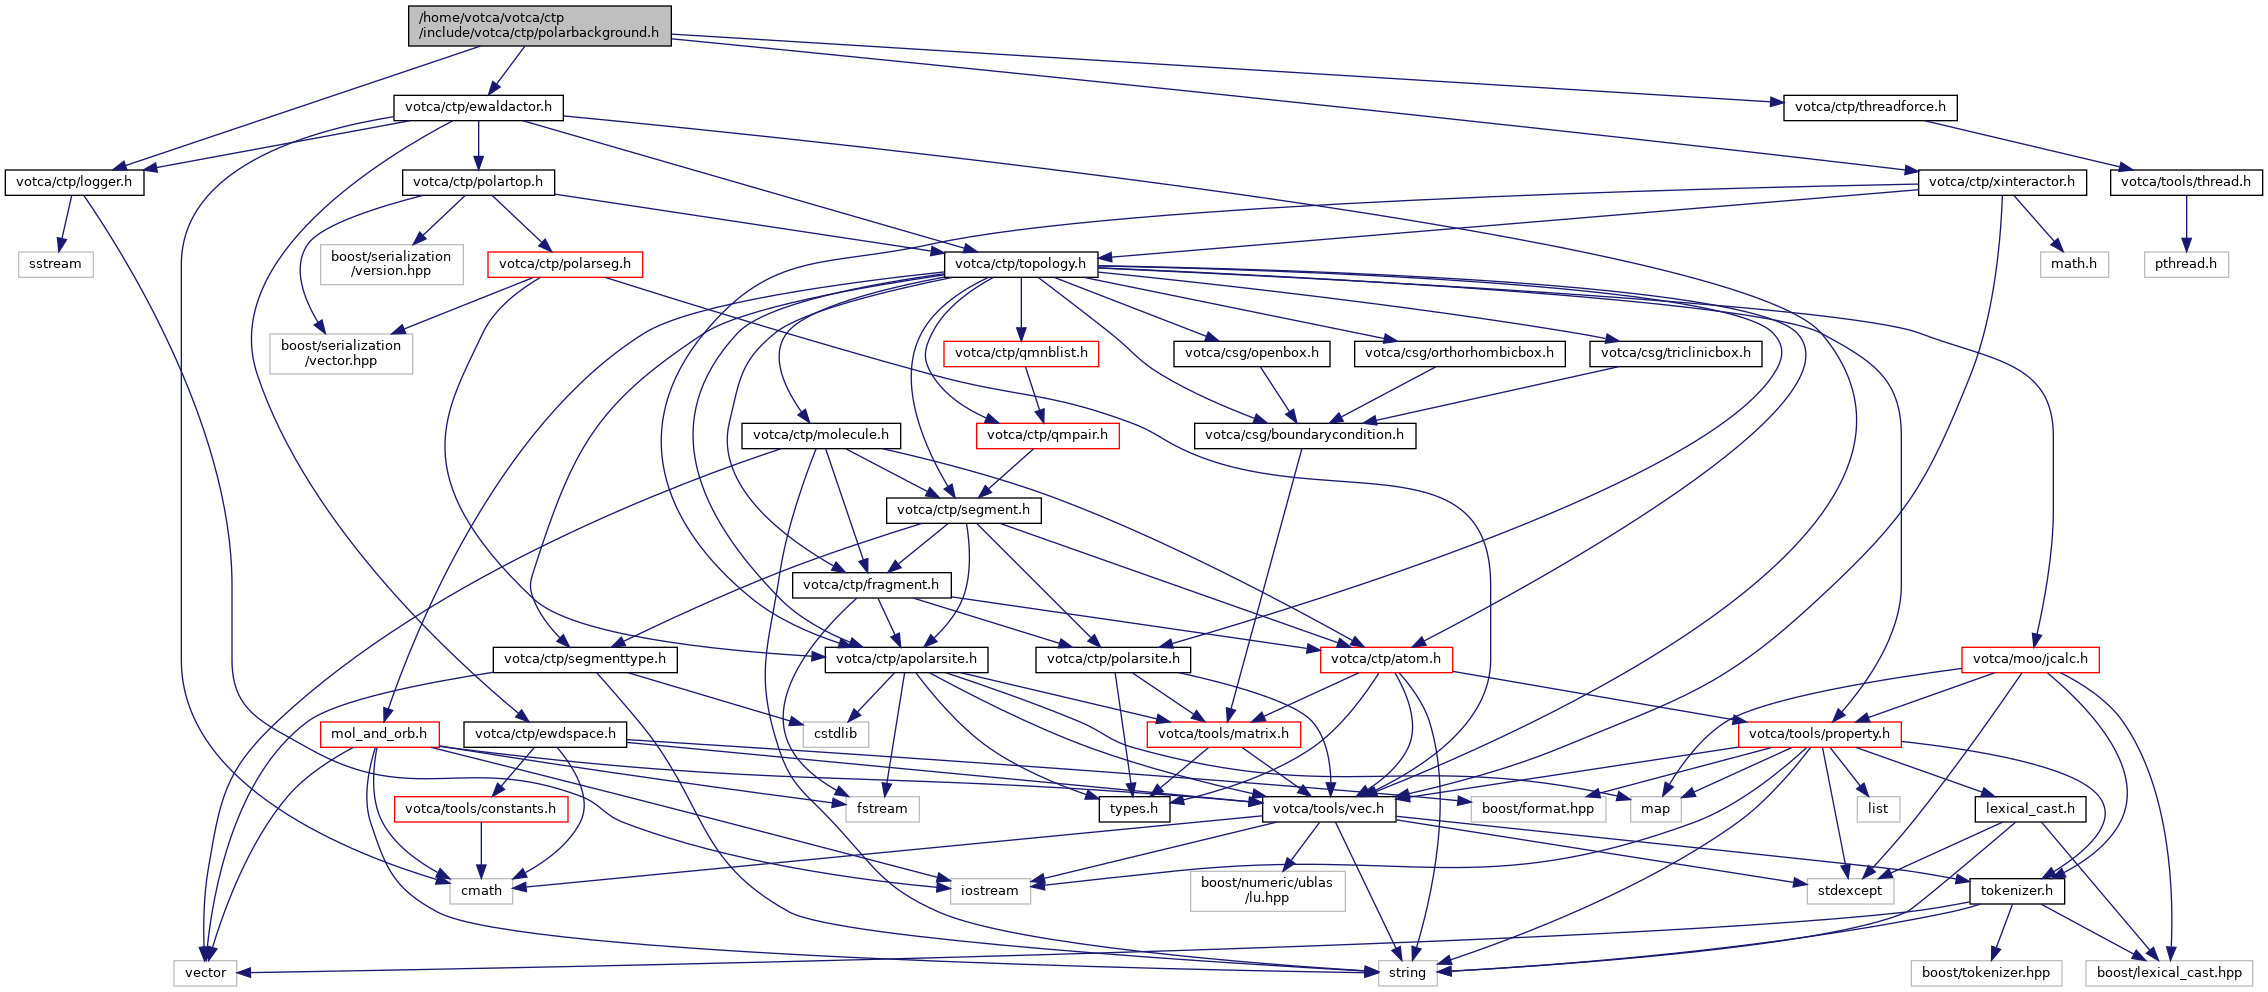 /home/votca/votca/ctp
/include/votca/ctp/polarbackground.h
votca/ctp/ewaldactor.h
votca/ctp/threadforce.h
votca/ctp/logger.h
votca/ctp/polartop.h
votca/ctp/xinteractor.h
votca/tools/thread.h
sstream
boost/serialization
/version.hpp
votca/ctp/polarseg.h
votca/ctp/topology.h
math.h
pthread.h
boost/serialization
/vector.hpp
votca/ctp/qmnblist.h
votca/csg/openbox.h
votca/csg/orthorhombicbox.h
votca/csg/triclinicbox.h
votca/ctp/molecule.h
votca/ctp/qmpair.h
votca/csg/boundarycondition.h
votca/ctp/segment.h
votca/ctp/fragment.h
votca/ctp/segmenttype.h
votca/ctp/apolarsite.h
votca/ctp/polarsite.h
votca/ctp/atom.h
votca/moo/jcalc.h
mol_and_orb.h
votca/ctp/ewdspace.h
cstdlib
votca/tools/matrix.h
votca/tools/property.h
votca/tools/constants.h
fstream
types.h
votca/tools/vec.h
boost/format.hpp
map
list
lexical_cast.h
cmath
iostream
boost/numeric/ublas
/lu.hpp
stdexcept
tokenizer.h
vector
string
boost/tokenizer.hpp
boost/lexical_cast.hpp